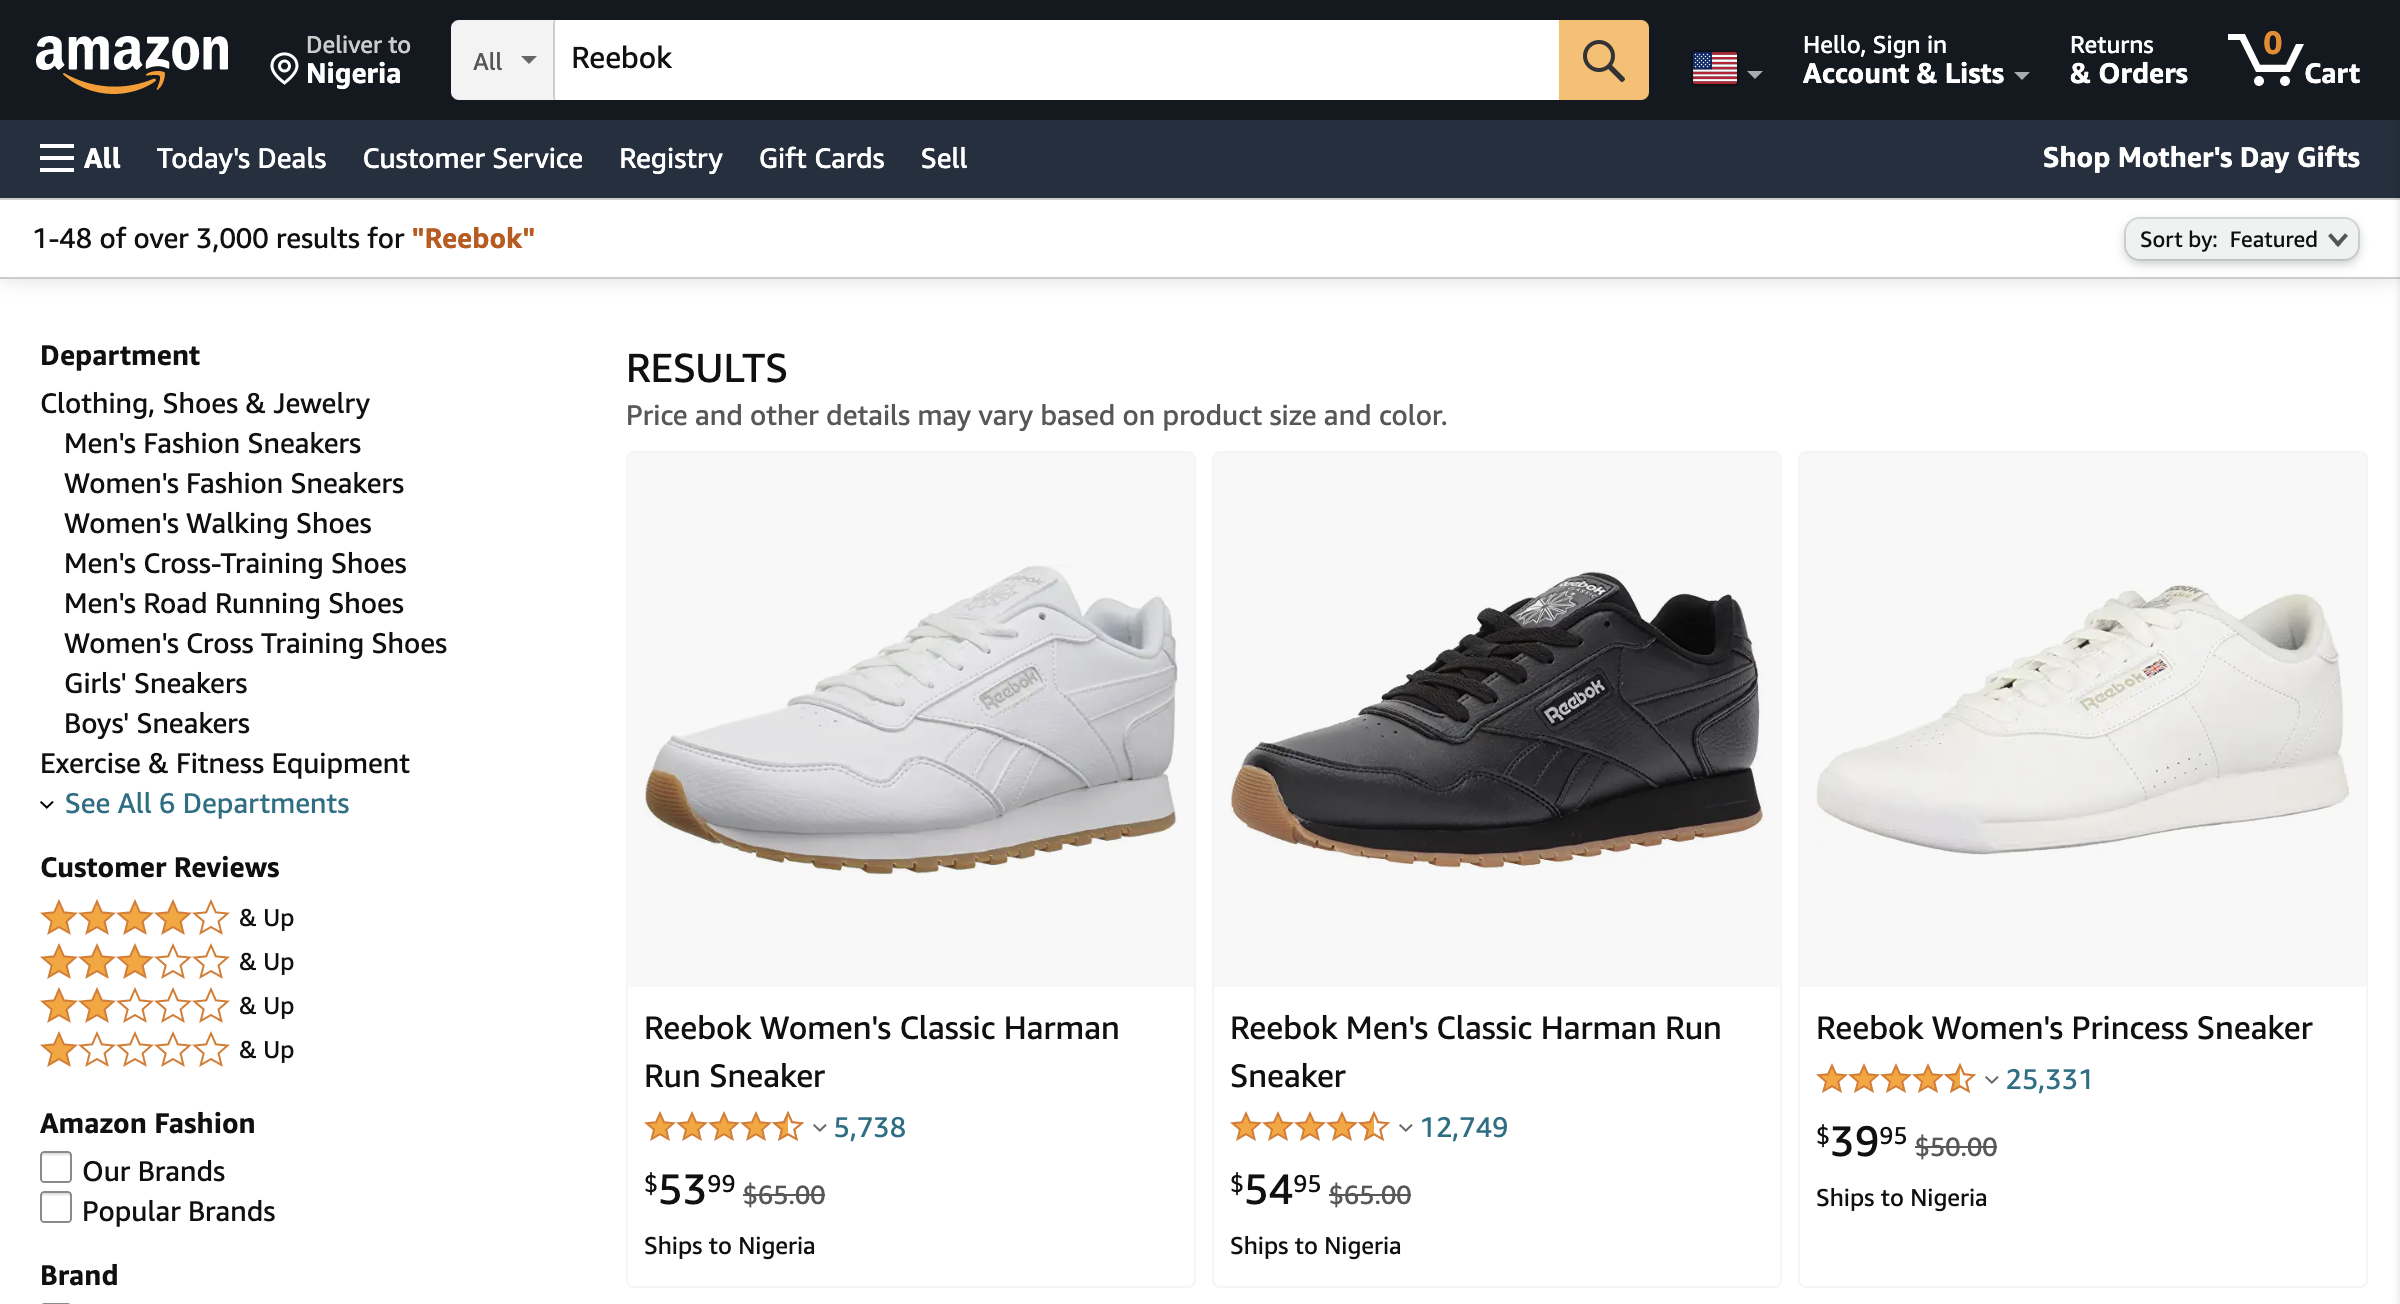 amazon
Deliver to
Nigeria
All
Reebok
Hello, Sign in
Account & Lists
Returns
& Orders
0
Cart
All
Today's Deals
Customer Service
Registry
Gift Cards
Sell
Shop Mother's Day Gifts
1-48 of over 3,000 results for "Reebok"
Sort by: Featured
Department
Clothing, Shoes & Jewelry
Men's Fashion Sneakers
Women's Fashion Sneakers
Women's Walking Shoes
Men's Cross-Training Shoes
Men's Road Running Shoes
Women's Cross Training Shoes
Girls' Sneakers
Boys' Sneakers
Exercise & Fitness Equipment
See All 6 Departments
Customer Reviews
& Up
& Up
& Up
& Up
Amazon Fashion
Our Brands
Popular Brands
Brand
RESULTS
Price and other details may vary based on product size and color.
Reebok
Reebok
Reebok Women's Classic Harman
Run Sneaker
5,738
$53 99 $65.00
Ships to Nigeria
Reebok
CLASSIC
Reebok
Reebok Men's Classic Harman Run
Sneaker
12,749
$54 95 $65.00
Ships to Nigeria
Reebok
Reebok
Reebok Women's Princess Sneaker
25,331
$39 95 $50.00
Ships to Nigeria